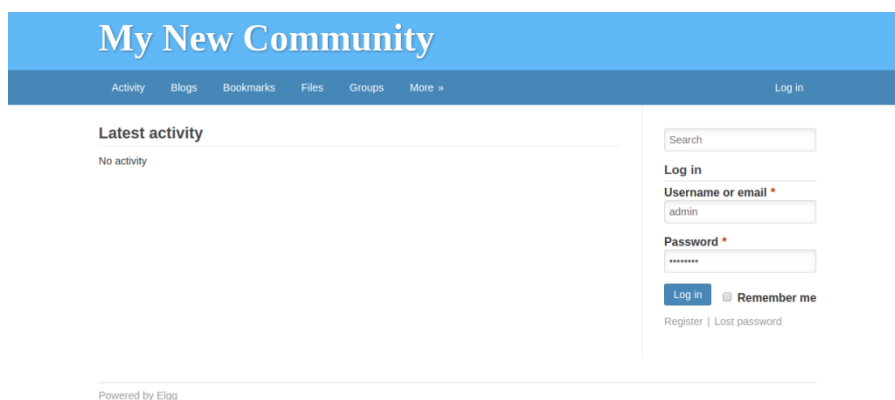 My New Community
Activity Blogs Bookmarks Files Groups More » Log in
Latest activity
No activity
Search
Log in
Username or email *
admin
Password *
••••••••
Log in Remember me
Register | Lost password
Powered by Elgg